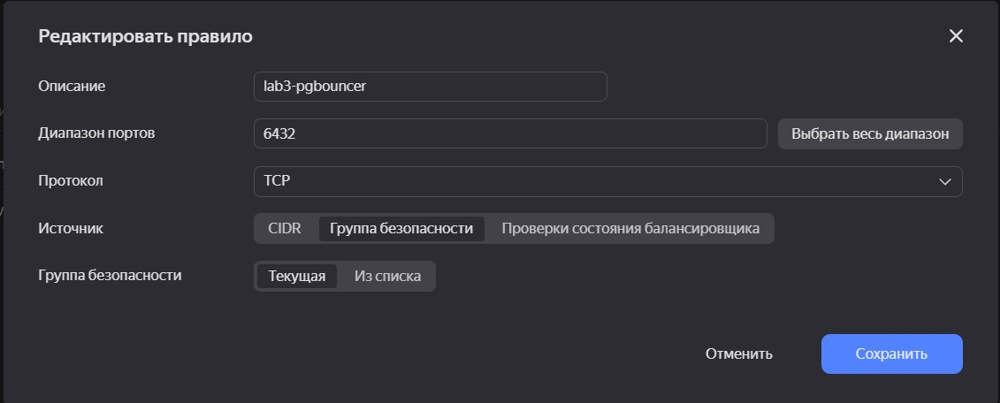 Редактировать правило
Описание lab3-pgbouncer
Диапазон портов 6432 Выбрать весь диапазон
Протокол TCP
Источник CIDR Группа безопасности Проверки состояния балансировщика
Группа безопасности Текущая Из списка
Отменить Сохранить